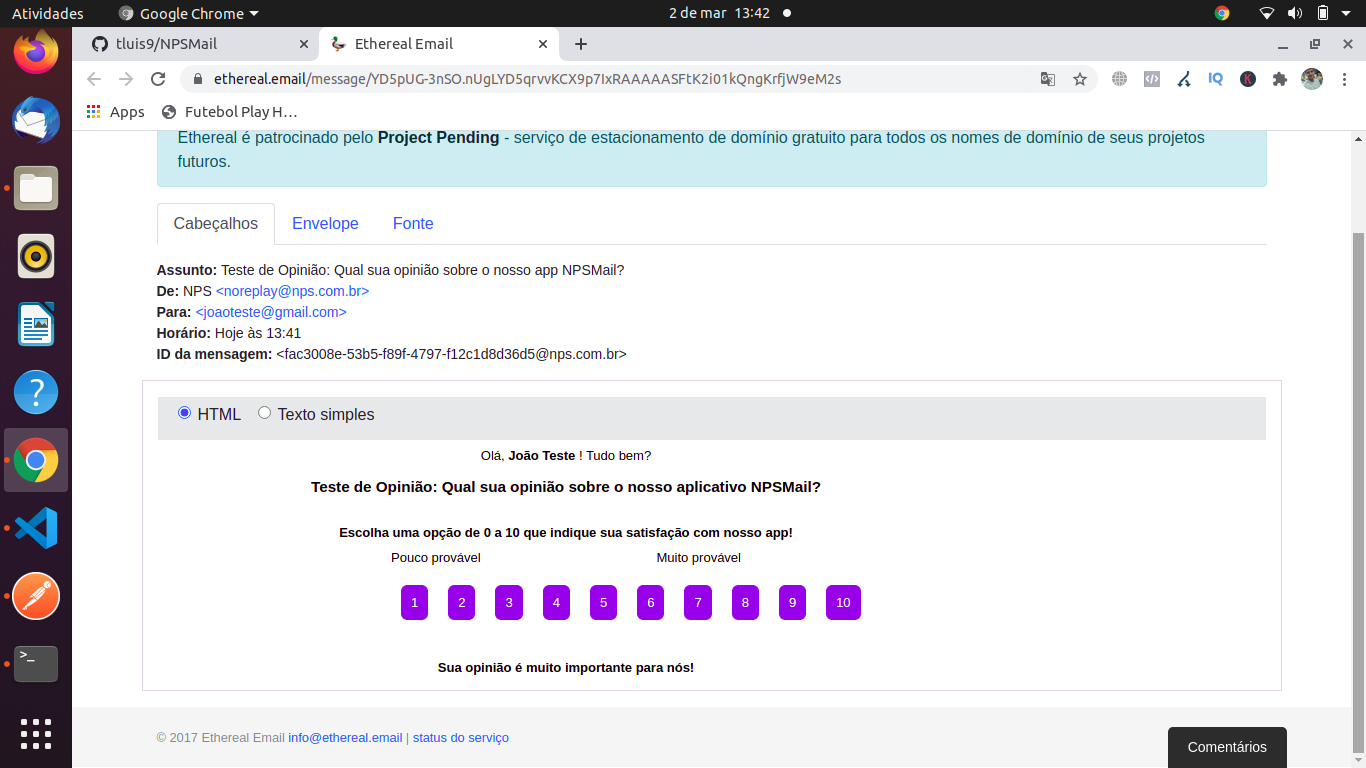 Atividades
Google Chrome
2 de mar 13:42
tluis9/NPSMail
Ethereal Email
ethereal.email/message/YD5pUG-3nSO.nUgLYD5qrvvKCX9p7IxRAAAAASFtK2i01kQngKrfjW9eM2s
IQ
K
Apps
Futebol Play H…
Ethereal é patrocinado pelo Project Pending - serviço de estacionamento de domínio gratuito para todos os nomes de domínio de seus projetos
futuros.
Cabeçalhos
Envelope
Fonte
Assunto: Teste de Opinião: Qual sua opinião sobre o nosso app NPSMail?
De: NPS <noreplay@nps.com.br>
Para: <joaoteste@gmail.com>
Horário: Hoje às 13:41
ID da mensagem: <fac3008e-53b5-f89f-4797-f12c1d8d36d5@nps.com.br>
HTML
Texto simples
Olá, João Teste ! Tudo bem?
Teste de Opinião: Qual sua opinião sobre o nosso aplicativo NPSMail?
Escolha uma opção de 0 a 10 que indique sua satisfação com nosso app!
Pouco provável
Muito provável
1 2 3 4 5 6 7 8 9 10
Sua opinião é muito importante para nós!
© 2017 Ethereal Email info@ethereal.email | status do serviço
Comentários